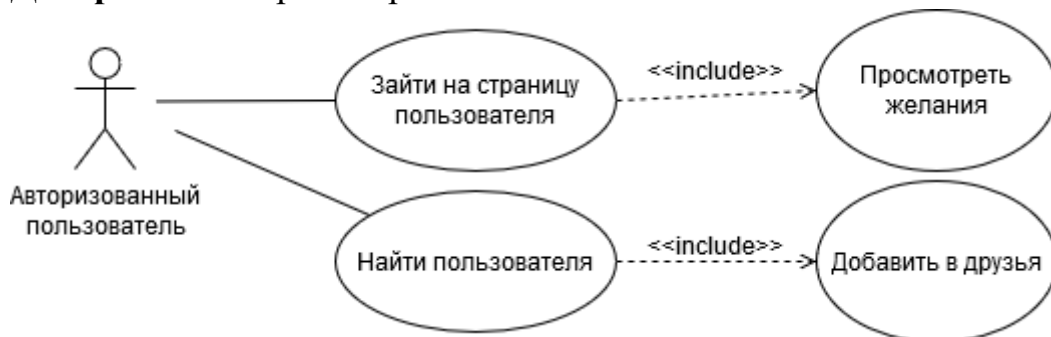 Зайти на страницу
пользователя
<<include>>
Просмотреть
желания
Авторизованный
пользователь
Найти пользователя
<<include>>
Добавить в друзья